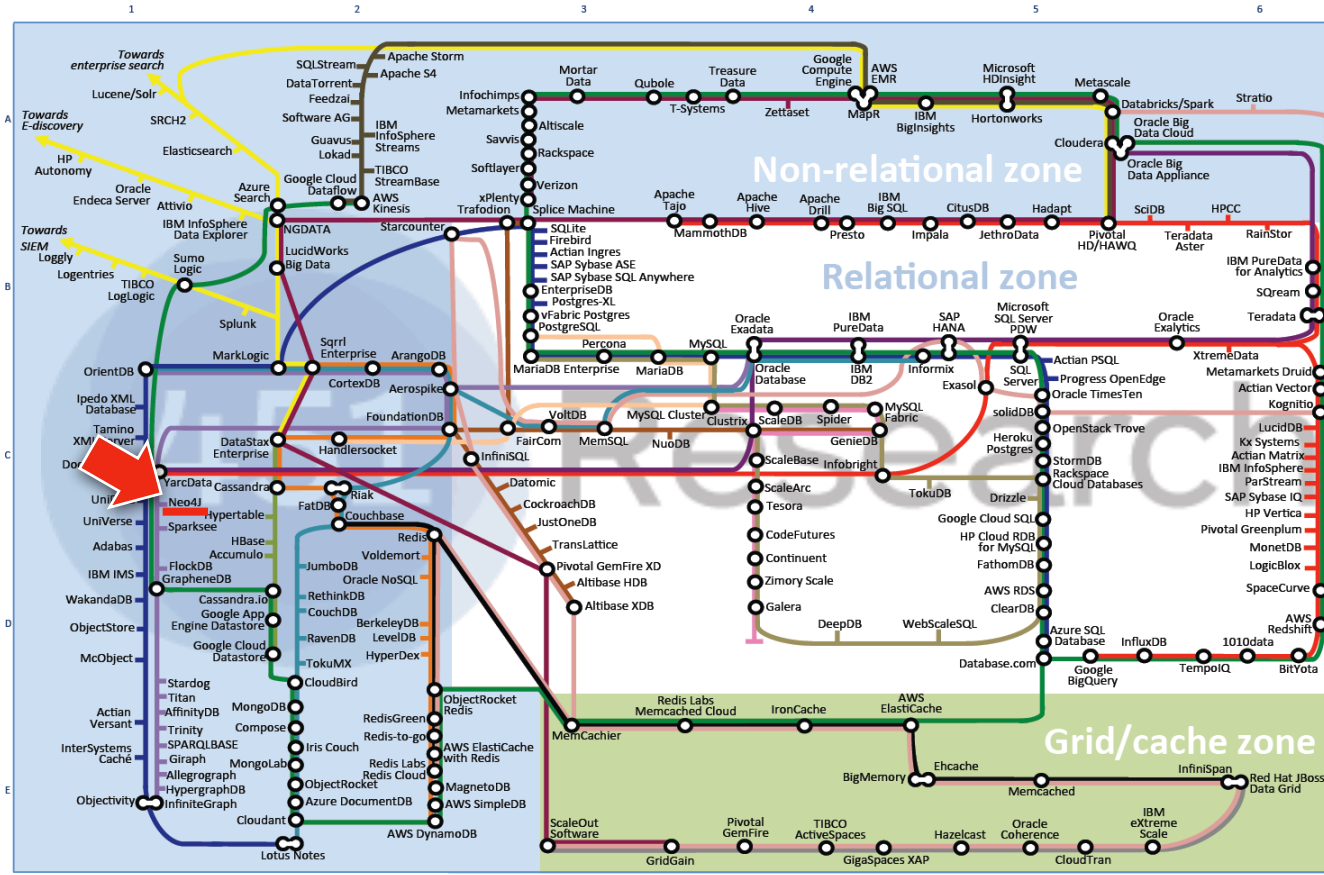 1 2 3 4 5 6
A
B
C
D
E
Towards
enterprise search
Lucene/Solr
SRCH2
Elasticsearch
Towards
E-discovery
HP
Autonomy
Oracle
Endeca Server
Attivio
IBM InfoSphere
Data Explorer
Azure
Search
Towards
SIEM
Loggly
Logentries
TIBCO
LogLogic
Sumo
Logic
Splunk
NGDATA
LucidWorks
Big Data
SQLStream
DataTorrent
Feedzai
Software AG
Guavus
Lokad
Google Cloud
Dataflow
Apache Storm
Apache S4
IBM
InfoSphere
Streams
TIBCO
StreamBase
AWS
Kinesis
Starcounter
Infochimps
Metamarkets
Altiscale
Savvis
Rackspace
Softlayer
Verizon
xPlenty
Trafodion
Splice Machine
Mortar
Data
Qubole
T-Systems
Treasure
Data
Zettaset
Google
Compute
Engine
AWS
EMR
MapR
IBM
BigInsights
Microsoft
HDInsight
Hortonworks
Metascale
Databricks/Spark
Stratio
Cloudera
Oracle Big
Data Cloud
Oracle Big
Data Appliance
Non-relational zone
Apache
Tajo
MammothDB
Apache
Hive
Apache
Drill
Presto
IBM
Big SQL
Impala
CitusDB
JethroData
Hadapt
Pivotal
HD/HAWQ
SciDB
Teradata
Aster
HPCC
RainStor
Relational zone
SQLite
Firebird
Actian Ingres
SAP Sybase ASE
SAP Sybase SQL Anywhere
EnterpriseDB
Postgres-XL
vFabric Postgres
PostgreSQL
MariaDB Enterprise
Percona
MariaDB
MySQL
Oracle
Exadata
Oracle
Database
IBM
PureData
IBM
DB2
Informix
SAP
HANA
Microsoft
SQL Server
PDW
SQL
Server
Oracle
Exalytics
XtremeData
IBM PureData
for Analytics
SQream
Teradata
Metamarkets Druid
Actian Vector
Kognitio
LucidDB
Kx Systems
Actian Matrix
IBM InfoSphere
ParStream
SAP Sybase IQ
HP Vertica
Pivotal Greenplum
MonetDB
LogicBlox
SpaceCurve
AWS
Redshift
BitYota
1010data
TempoIQ
InfluxDB
Google
BigQuery
Actian PSQL
Progress OpenEdge
Oracle TimesTen
solidDB
OpenStack Trove
Heroku
Postgres
StormDB
Rackspace
Cloud Databases
Drizzle
Google Cloud SQL
HP Cloud RDB
for MySQL
FathomDB
AWS RDS
ClearDB
Azure SQL
Database
Database.com
Exasol
MySQL Cluster
Clustrix
ScaleDB
Spider
MySQL
Fabric
GenieDB
Infobright
TokuDB
ScaleBase
ScaleArc
Tesora
CodeFutures
Continuent
Zimory Scale
Galera
DeepDB
WebScaleSQL
Research
OrientDB
MarkLogic
Sqrrl
Enterprise
CortexDB
ArangoDB
Aerospike
FoundationDB
Ipedo XML
Database
Tamino
YarcData
Neo4J
Sparksee
UniVerse
Adabas
IBM IMS
WakandaDB
ObjectStore
McObject
Actian
Versant
InterSystems
Caché
Objectivity
InfiniteGraph
FlockDB
GrapheneDB
Stardog
Titan
AffinityDB
Trinity
SPARQLBASE
Giraph
Allegrograph
HypergraphDB
DataStax
Enterprise
Handlersocket
Cassandra
Hypertable
HBase
Accumulo
Cassandra.io
Google App
Engine Datastore
Google Cloud
Datastore
Riak
FatDB
Couchbase
JumboDB
RethinkDB
CouchDB
RavenDB
TokuMX
CloudBird
MongoDB
Compose
Iris Couch
MongoLab
ObjectRocket
Azure DocumentDB
Cloudant
Lotus Notes
Redis
Voldemort
Oracle NoSQL
BerkeleyDB
LevelDB
HyperDex
ObjectRocket
Redis
RedisGreen
Redis-to-go
AWS ElastiCache
with Redis
Redis Labs
Redis Cloud
MagnetoDB
AWS SimpleDB
AWS DynamoDB
FairCom
VoltDB
MemSQL
NuoDB
InfiniSQL
Datomic
CockroachDB
JustOneDB
TransLattice
Pivotal GemFire XD
Altibase HDB
Altibase XDB
MemCachier
Redis Labs
Memcached Cloud
IronCache
AWS
ElastiCache
Grid/cache zone
BigMemory
Ehcache
Memcached
InfiniSpan
Red Hat JBoss
Data Grid
ScaleOut
Software
GridGain
Pivotal
GemFire
TIBCO
ActiveSpaces
GigaSpaces XAP
Hazelcast
Oracle
Coherence
CloudTran
IBM
eXtreme
Scale